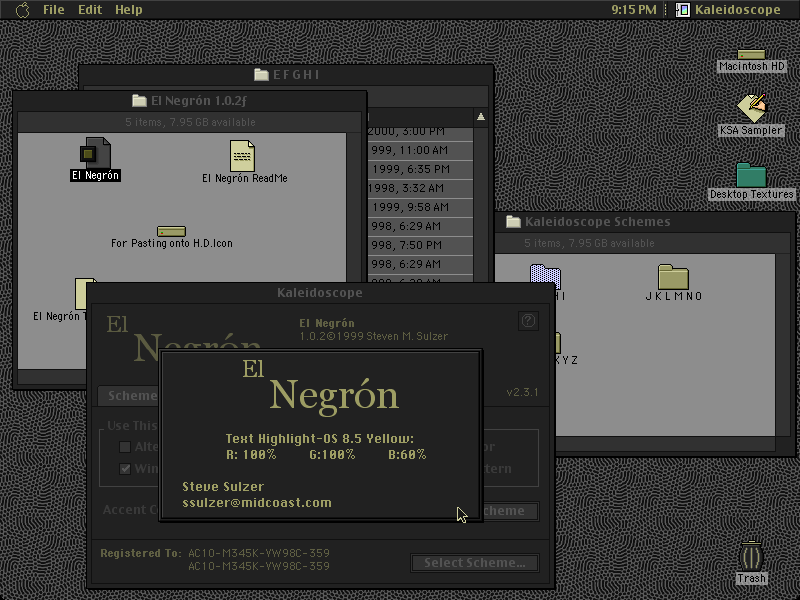 File Edit Help
9:15 PM Kaleidoscope
Macintosh HD
KSA Sampler
Desktop Textures
Trash
E F G H I
2000, 3:00 PM
999, 11:00 AM
1999, 6:35 PM
1998, 3:32 AM
1999, 9:58 AM
998, 6:29 AM
998, 7:50 PM
998, 6:29 AM
El Negrón 1.0.2ƒ
5 items, 7.95 GB available
El Negrón
El Negrón ReadMe
For Pasting onto H.D.Icon
El Negrón
Kaleidoscope Schemes
5 items, 7.95 GB available
HI
J K L M N O
X Y Z
Kaleidoscope
El
Negrón
El Negrón
1.0.2©1999 Steven M. Sulzer
?
Scheme
v2.3.1
Use This
Alte
or
Win
ttern
Accent Co
cheme
Registered To: AC10-M345K-YW98C-359
AC10-M345K-YW98C-359
Select Scheme...
El
Negrón
Text Highlight-OS 8.5 Yellow:
R: 100% G:100% B:60%
Steve Sulzer
ssulzer@midcoast.com